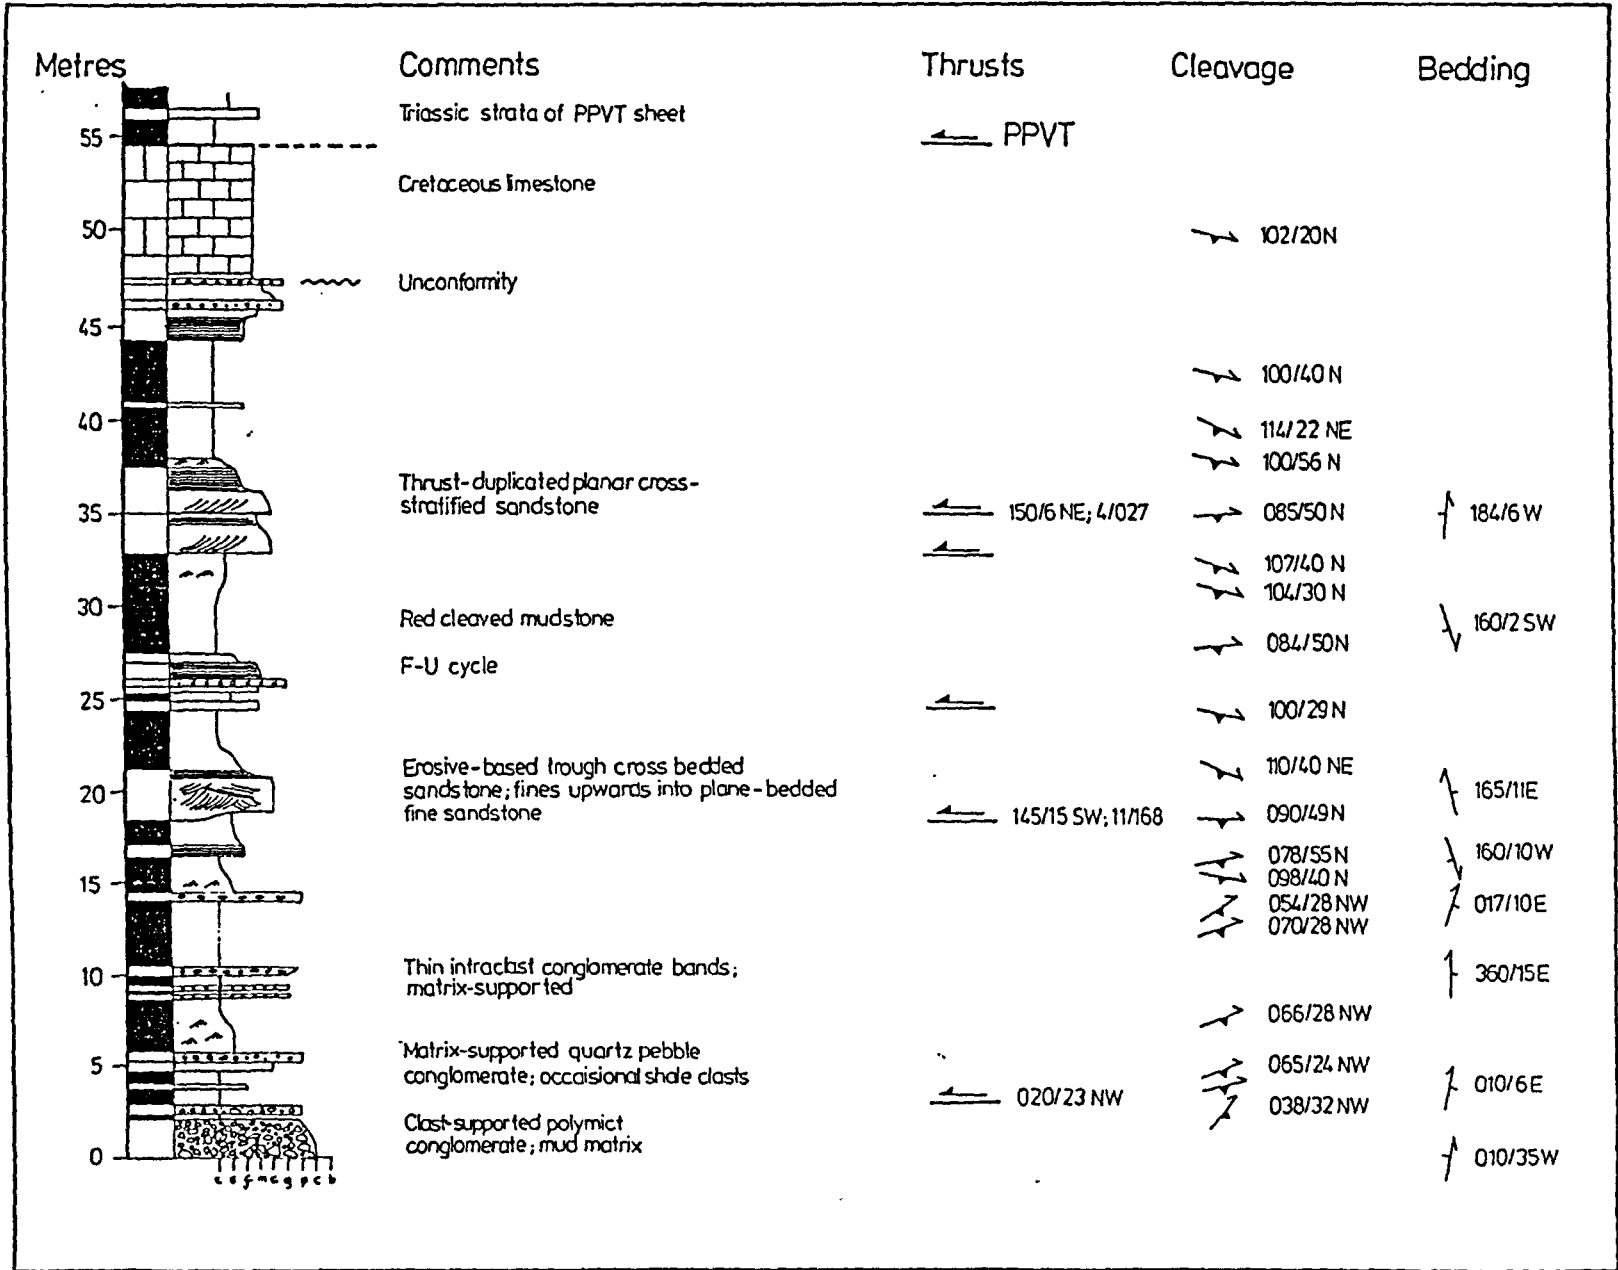 Metres
Comments
Thrusts
Cleavage
Bedding
Triassic strata of PPVT sheet
55
PPVT
Cretaceous limestone
50
102/20N
Unconformity
45
100/40 N
40
114/22 NE
100/56 N
Thrust-duplicated planar cross-
stratified sandstone
35
150/6 NE; 4/027
085/50N
184/6 W
107/40 N
104/30 N
30
Red cleaved mudstone
160/2 SW
084/50N
F-U cycle
25
100/29N
Erosive-based trough cross bedded
sandstone; fines upwards into plane-bedded
fine sandstone
110/40 NE
20
165/11E
145/15 SW; 11/168
090/49N
078/55N
160/10W
098/40 N
15
054/28 NW
017/10E
070/28 NW
10
Thin intraclast conglomerate bands;
matrix-supported
360/15E
066/28 NW
5
Matrix-supported quartz pebble
conglomerate; occaisional shale clasts
065/24 NW
010/6E
020/23 NW
038/32 NW
Clast-supported polymict
conglomerate; mud matrix
0
010/35W